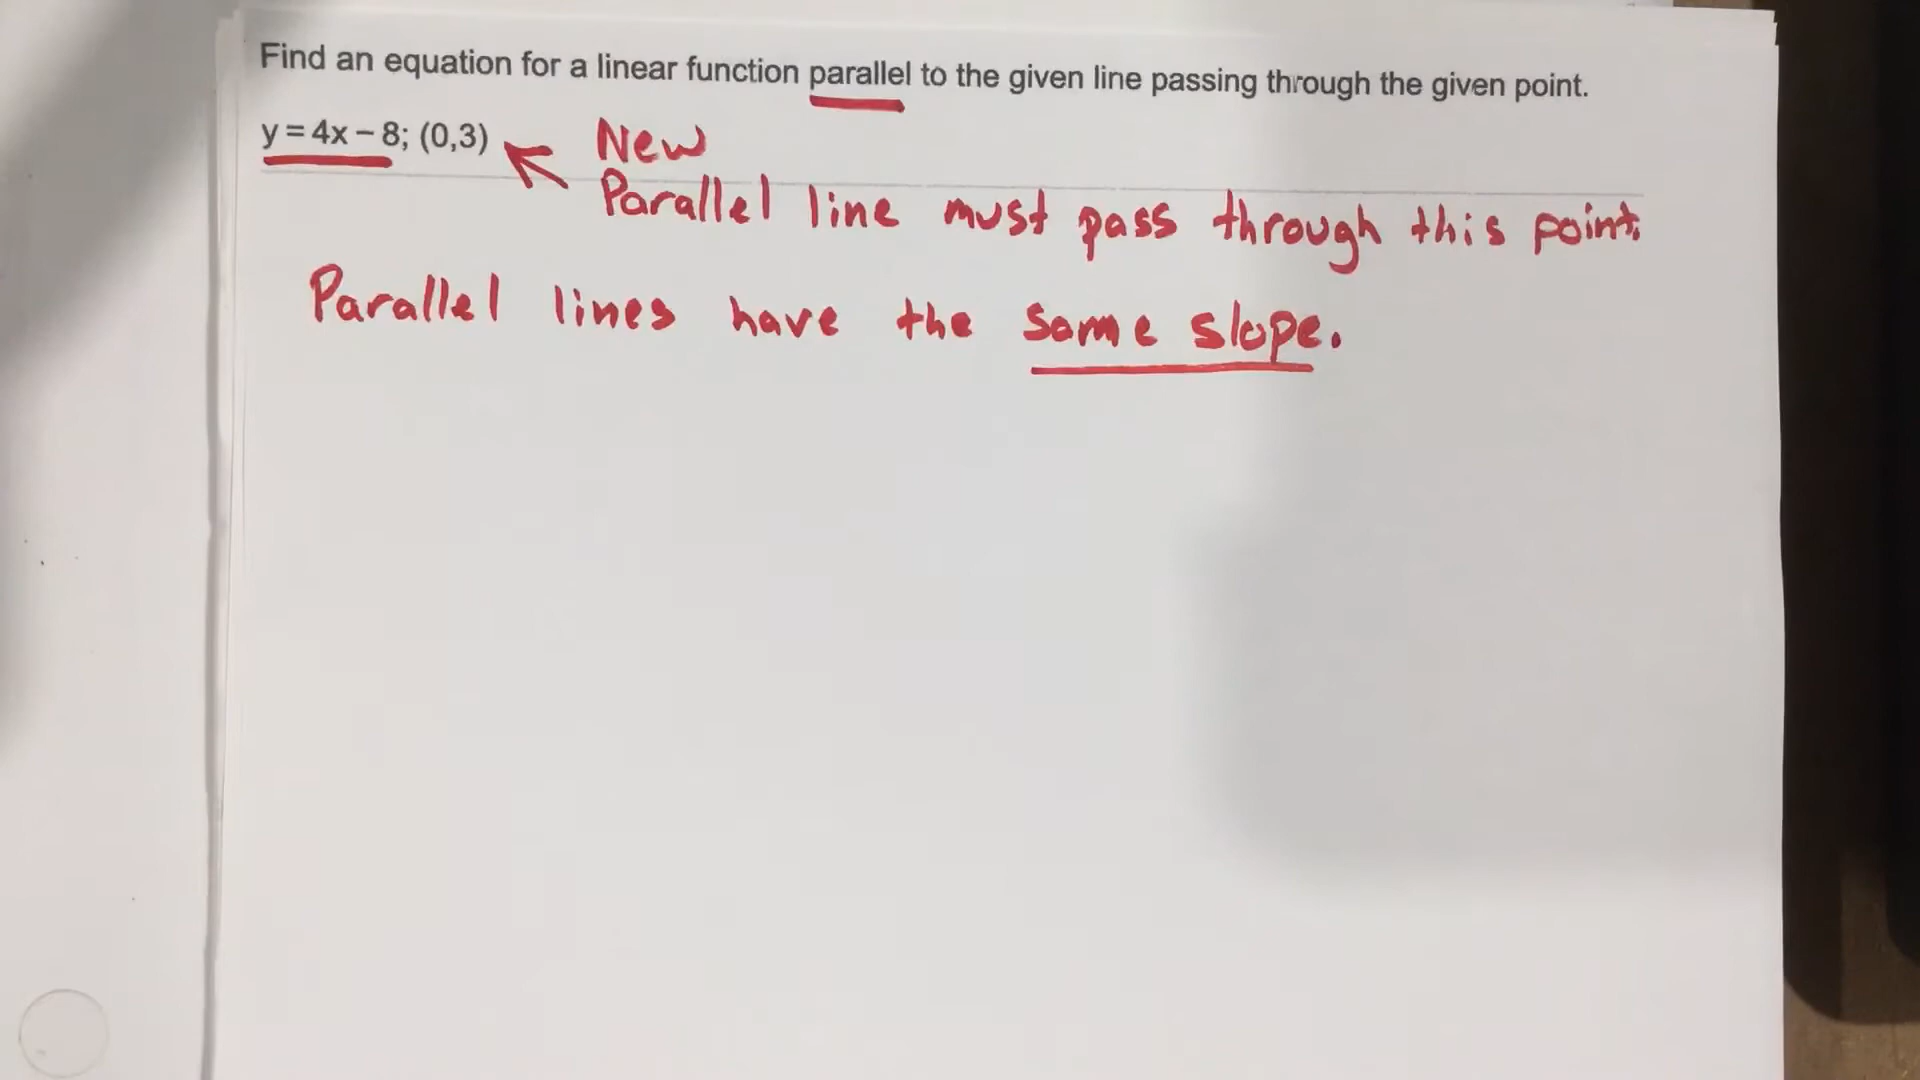 Find an equation for a linear function parallel to the given line passing through the given point.
y = 4x – 8; (0,3)
New
Parallel line must pass through this point.
Parallel lines have the same slope.